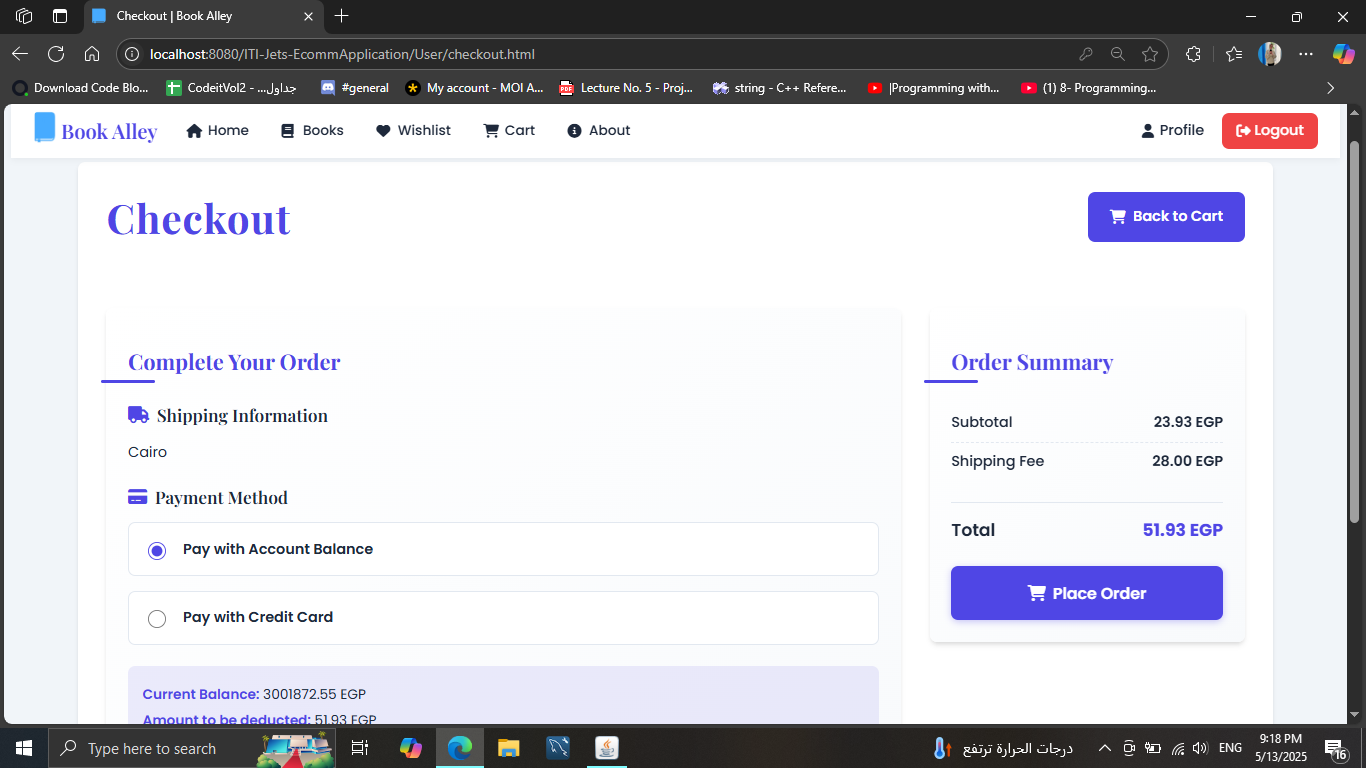 Checkout | Book Alley
localhost:8080/ITI-Jets-EcommApplication/User/checkout.html
Download Code Blo...
CodeitVol2 - ...جداول
#general
My account - MOI A...
Lecture No. 5 - Proj...
string - C++ Refere...
|Programming with...
(1) 8- Programming...
Book Alley
Home
Books
Wishlist
Cart
About
Profile
Logout
Checkout
Back to Cart
Complete Your Order
Shipping Information
Cairo
Payment Method
Pay with Account Balance
Pay with Credit Card
Current Balance: 3001872.55 EGP
Amount to be deducted: 51.93 EGP
Order Summary
Subtotal 23.93 EGP
Shipping Fee 28.00 EGP
Total 51.93 EGP
Place Order
Type here to search
درجات الحرارة ترتفع
ENG
9:18 PM
5/13/2025
16